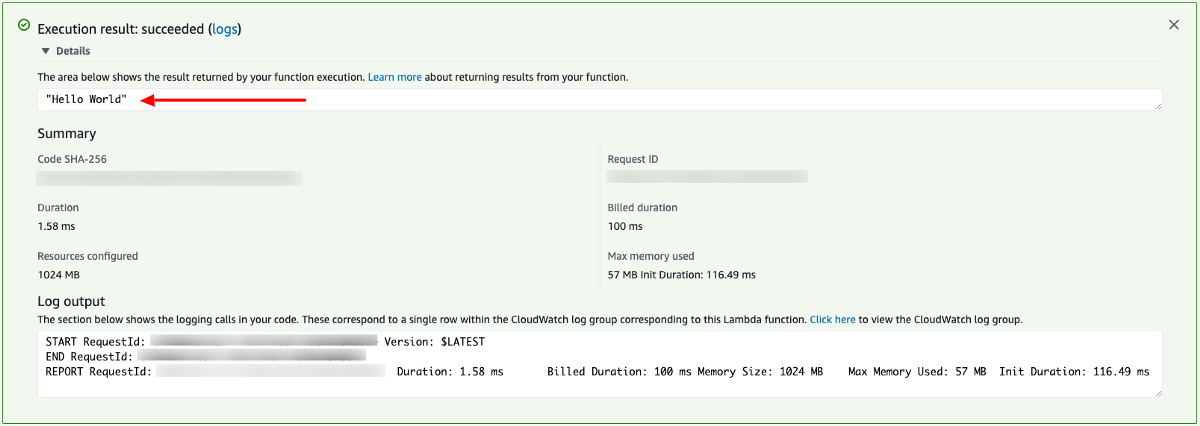 Execution result: succeeded (logs)
Details
The area below shows the result returned by your function execution. Learn more about returning results from your function.
"Hello World"
Summary
Code SHA-256
Request ID
Duration
Billed duration
1.58 ms
100 ms
Resources configured
Max memory used
1024 MB
57 MB Init Duration: 116.49 ms
Log output
The section below shows the logging calls in your code. These correspond to a single row within the CloudWatch log group corresponding to this Lambda function. Click here to view the CloudWatch log group.
START RequestId: Version: $LATEST
END RequestId:
REPORT RequestId: Duration: 1.58 ms Billed Duration: 100 ms Memory Size: 1024 MB Max Memory Used: 57 MB Init Duration: 116.49 ms